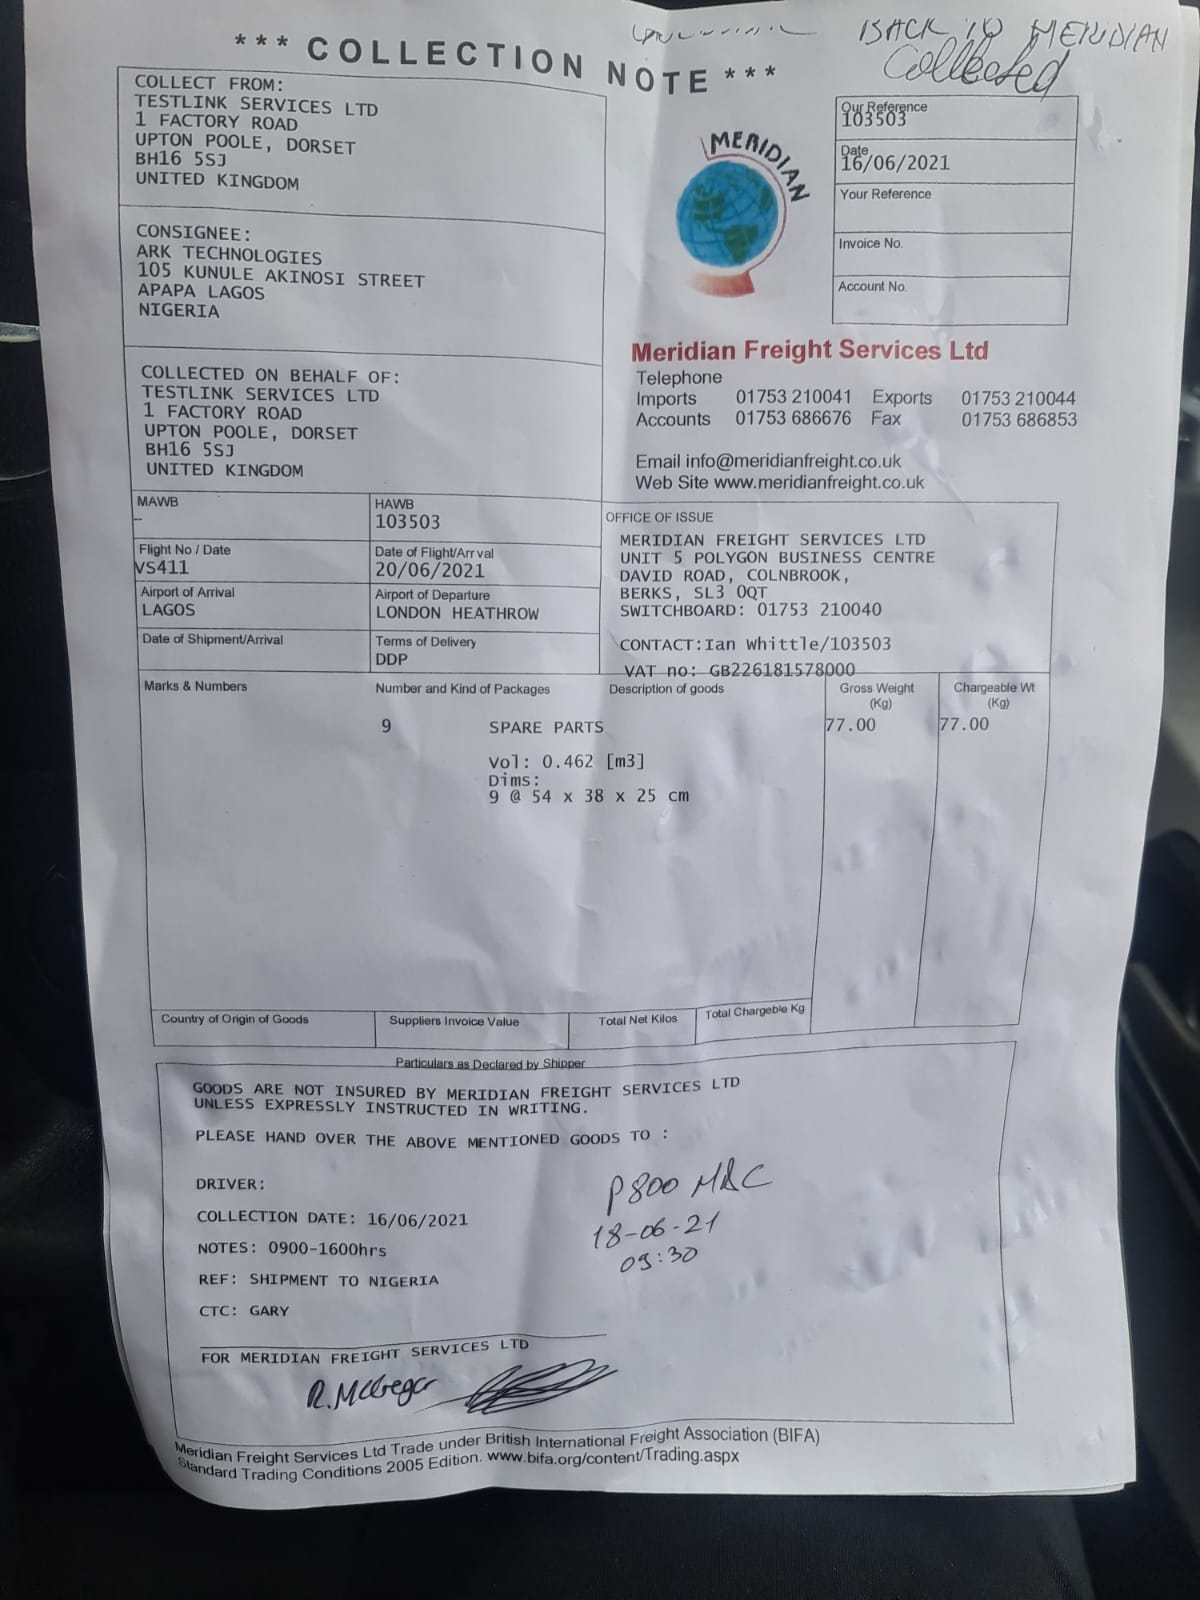 BACK TO MERIDIAN
Collected
*** COLLECTION NOTE ***
COLLECT FROM:
TESTLINK SERVICES LTD
1 FACTORY ROAD
UPTON POOLE, DORSET
BH16 5SJ
UNITED KINGDOM
MERIDIAN
Our Reference
103503
Date
16/06/2021
Your Reference
Invoice No.
Account No.
CONSIGNEE:
ARK TECHNOLOGIES
105 KUNULE AKINOSI STREET
APAPA LAGOS
NIGERIA
Meridian Freight Services Ltd
Telephone
Imports 01753 210041 Exports 01753 210044
Accounts 01753 686676 Fax 01753 686853
Email info@meridianfreight.co.uk
Web Site www.meridianfreight.co.uk
COLLECTED ON BEHALF OF:
TESTLINK SERVICES LTD
1 FACTORY ROAD
UPTON POOLE, DORSET
BH16 5SJ
UNITED KINGDOM
MAWB
--
HAWB
103503
Flight No / Date
VS411
Date of Flight/Arrval
20/06/2021
Airport of Arrival
LAGOS
Airport of Departure
LONDON HEATHROW
Date of Shipment/Arrival
Terms of Delivery
DDP
OFFICE OF ISSUE
MERIDIAN FREIGHT SERVICES LTD
UNIT 5 POLYGON BUSINESS CENTRE
DAVID ROAD, COLNBROOK,
BERKS, SL3 0QT
SWITCHBOARD: 01753 210040
CONTACT:Ian Whittle/103503
VAT no: GB226181578000
Marks & Numbers Number and Kind of Packages Description of goods Gross Weight (Kg) Chargeable Wt (Kg)
9 SPARE PARTS 77.00 77.00
Vol: 0.462 [m3]
Dims:
9 @ 54 x 38 x 25 cm
Country of Origin of Goods Suppliers Invoice Value Total Net Kilos Total Chargeable Kg
Particulars as Declared by Shipper
GOODS ARE NOT INSURED BY MERIDIAN FREIGHT SERVICES LTD
UNLESS EXPRESSLY INSTRUCTED IN WRITING.
PLEASE HAND OVER THE ABOVE MENTIONED GOODS TO :
DRIVER:
COLLECTION DATE: 16/06/2021
NOTES: 0900-1600hrs
REF: SHIPMENT TO NIGERIA
CTC: GARY
P800 MAC
18-06-21
09:30
FOR MERIDIAN FREIGHT SERVICES LTD
R. McGregor
Meridian Freight Services Ltd Trade under British International Freight Association (BIFA)
Standard Trading Conditions 2005 Edition. www.bifa.org/content/Trading.aspx